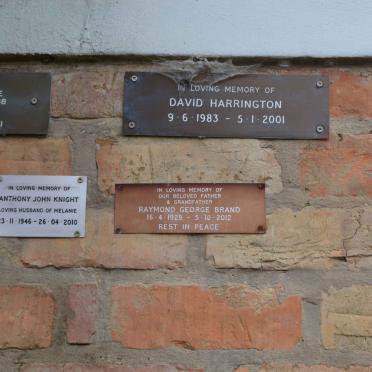 IN LOVING MEMORY OF
DAVID HARRINGTON
9·6·1983 - 5·1·2001
IN LOVING MEMORY OF
ANTHONY JOHN KNIGHT
LOVING HUSBAND OF MELANIE
3·11·1946 - 26·04·2010
IN LOVING MEMORY OF
OUR BELOVED FATHER
& GRANDFATHER
RAYMOND GEORGE BRAND
16·4·1929 - 5·10·2012
REST IN PEACE